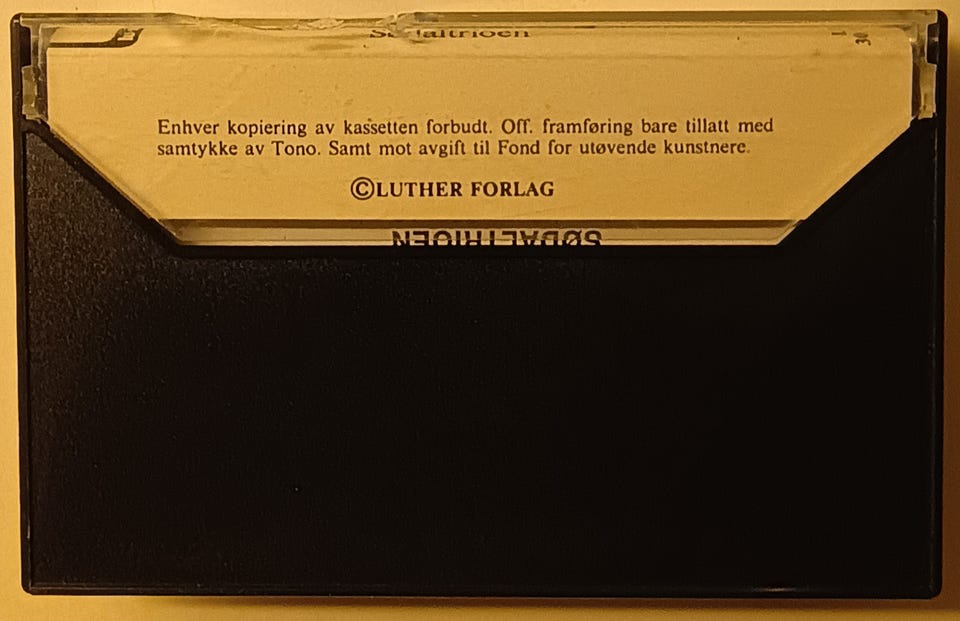 Enhver kopiering av kassetten forbudt. Off. framføring bare tillatt med
samtykke av Tono. Samt mot avgift til Fond for utøvende kunstnere.
©LUTHER FORLAG
SØDALTRIOEN